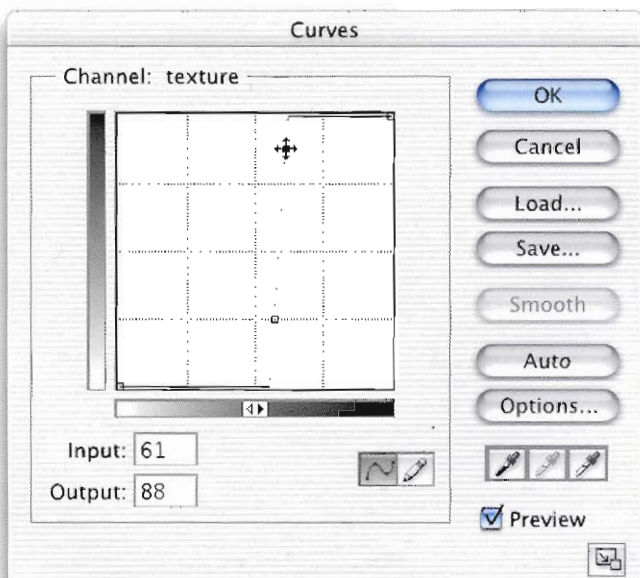 Curves
Channel: texture
OK
Cancel
Load...
Save...
Smooth
Auto
Options...
Input: 61
Output: 88
Preview